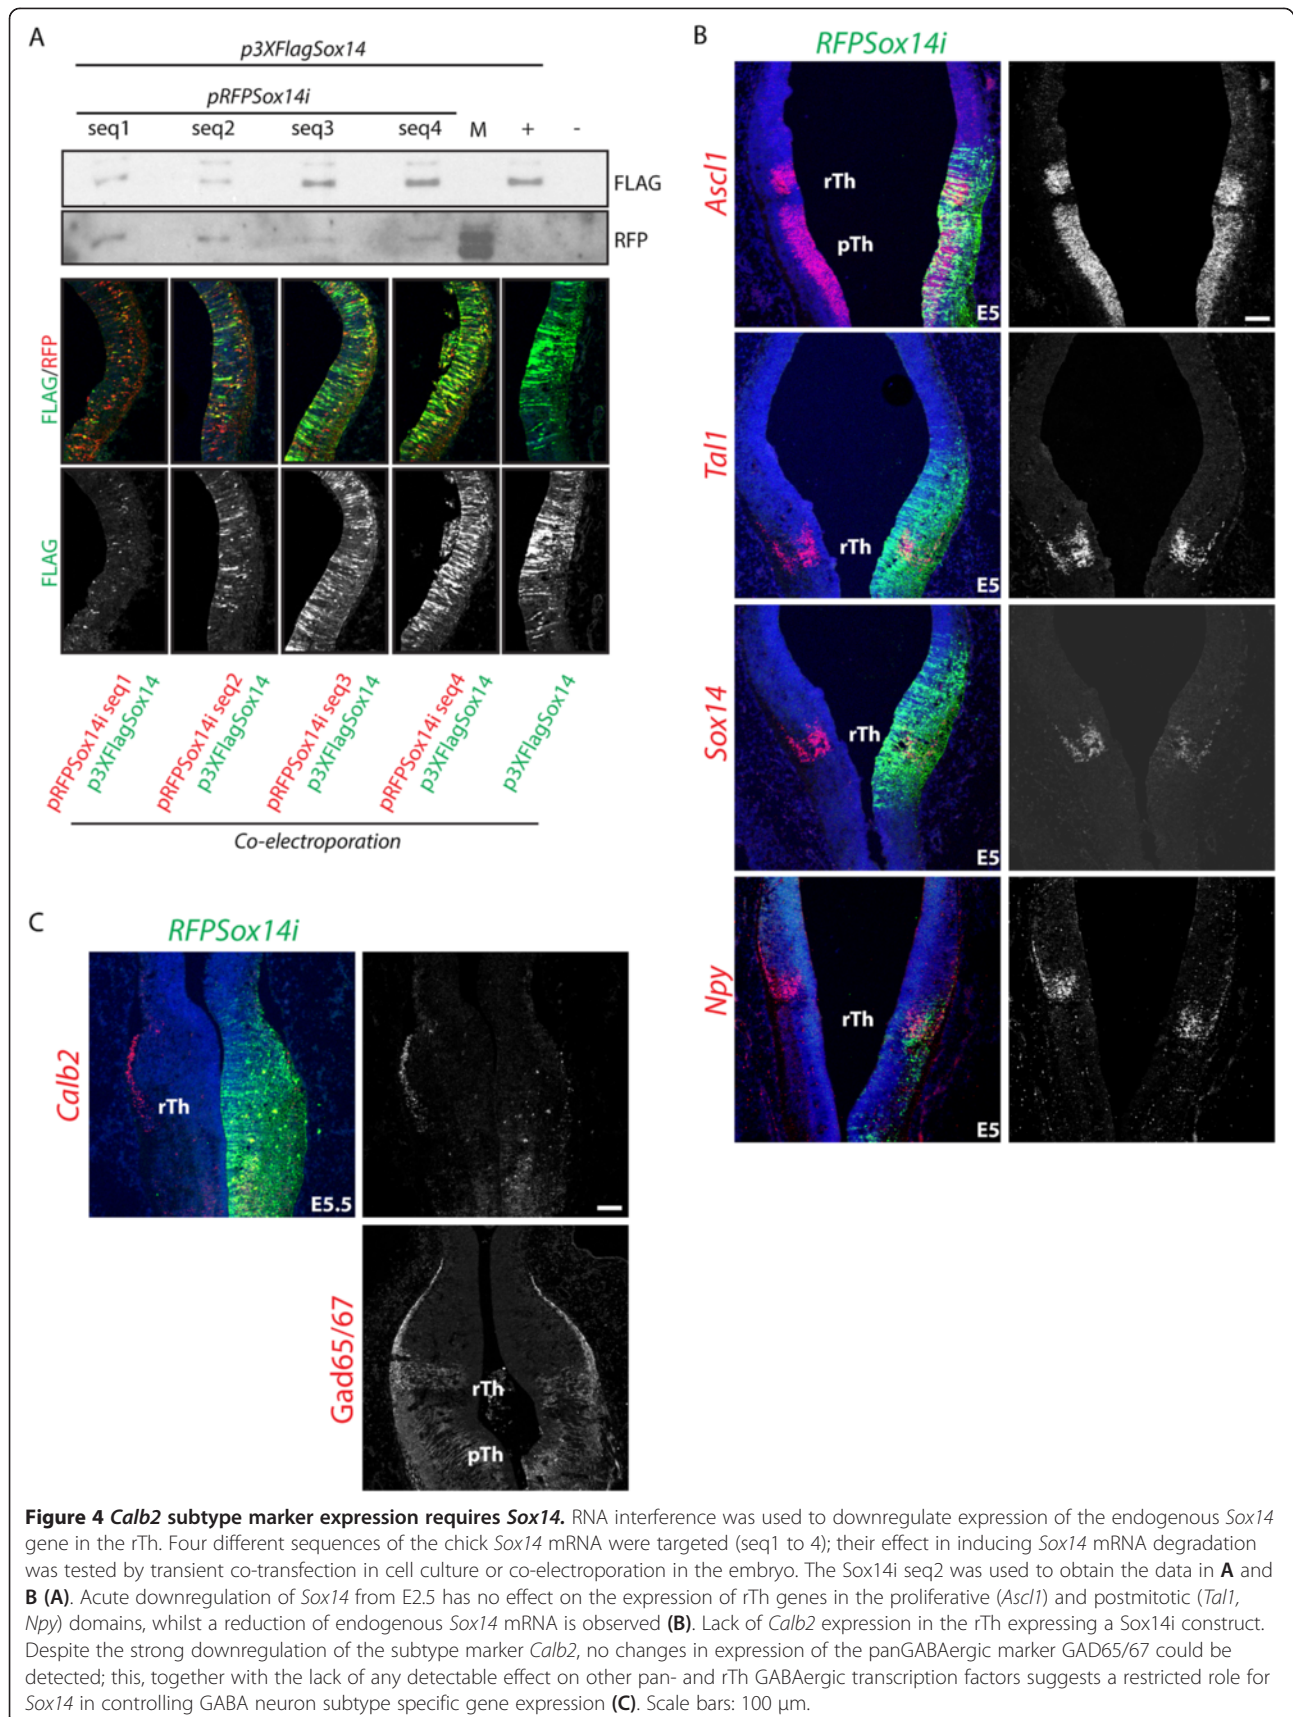 A
p3XFlagSox14
pRFPSox14i
seq1 seq2 seq3 seq4 M + -
FLAG
RFP
FLAG/RFP
FLAG
pRFPSox14i seq1
p3XFlagSox14
pRFPSox14i seq2
p3XFlagSox14
pRFPSox14i seq3
p3XFlagSox14
pRFPSox14i seq4
p3XFlagSox14
p3XFlagSox14
Co-electroporation
B
RFPSox14i
Ascl1
rTh
pTh
E5
Tal1
rTh
E5
Sox14
rTh
E5
Npy
rTh
E5
C
RFPSox14i
Calb2
rTh
E5.5
Gad65/67
rTh
pTh
Figure 4 Calb2 subtype marker expression requires Sox14. RNA interference was used to downregulate expression of the endogenous Sox14
gene in the rTh. Four different sequences of the chick Sox14 mRNA were targeted (seq1 to 4); their effect in inducing Sox14 mRNA degradation
was tested by transient co-transfection in cell culture or co-electroporation in the embryo. The Sox14i seq2 was used to obtain the data in A and
B (A). Acute downregulation of Sox14 from E2.5 has no effect on the expression of rTh genes in the proliferative (Ascl1) and postmitotic (Tal1,
Npy) domains, whilst a reduction of endogenous Sox14 mRNA is observed (B). Lack of Calb2 expression in the rTh expressing a Sox14i construct.
Despite the strong downregulation of the subtype marker Calb2, no changes in expression of the panGABAergic marker GAD65/67 could be
detected; this, together with the lack of any detectable effect on other pan- and rTh GABAergic transcription factors suggests a restricted role for
Sox14 in controlling GABA neuron subtype specific gene expression (C). Scale bars: 100 μm.